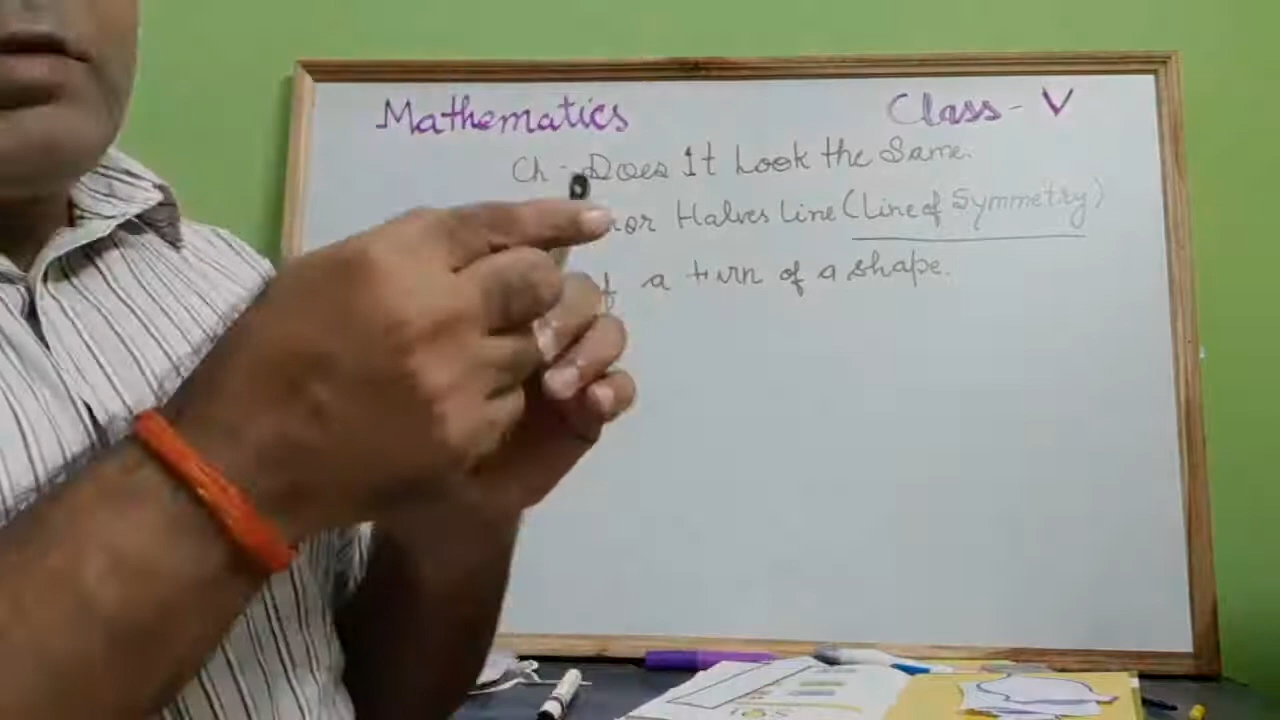 Mathematics
Class - V
Ch - Does It Look the Same.
Halves Line (Line of Symmetry)
a turn of a shape.